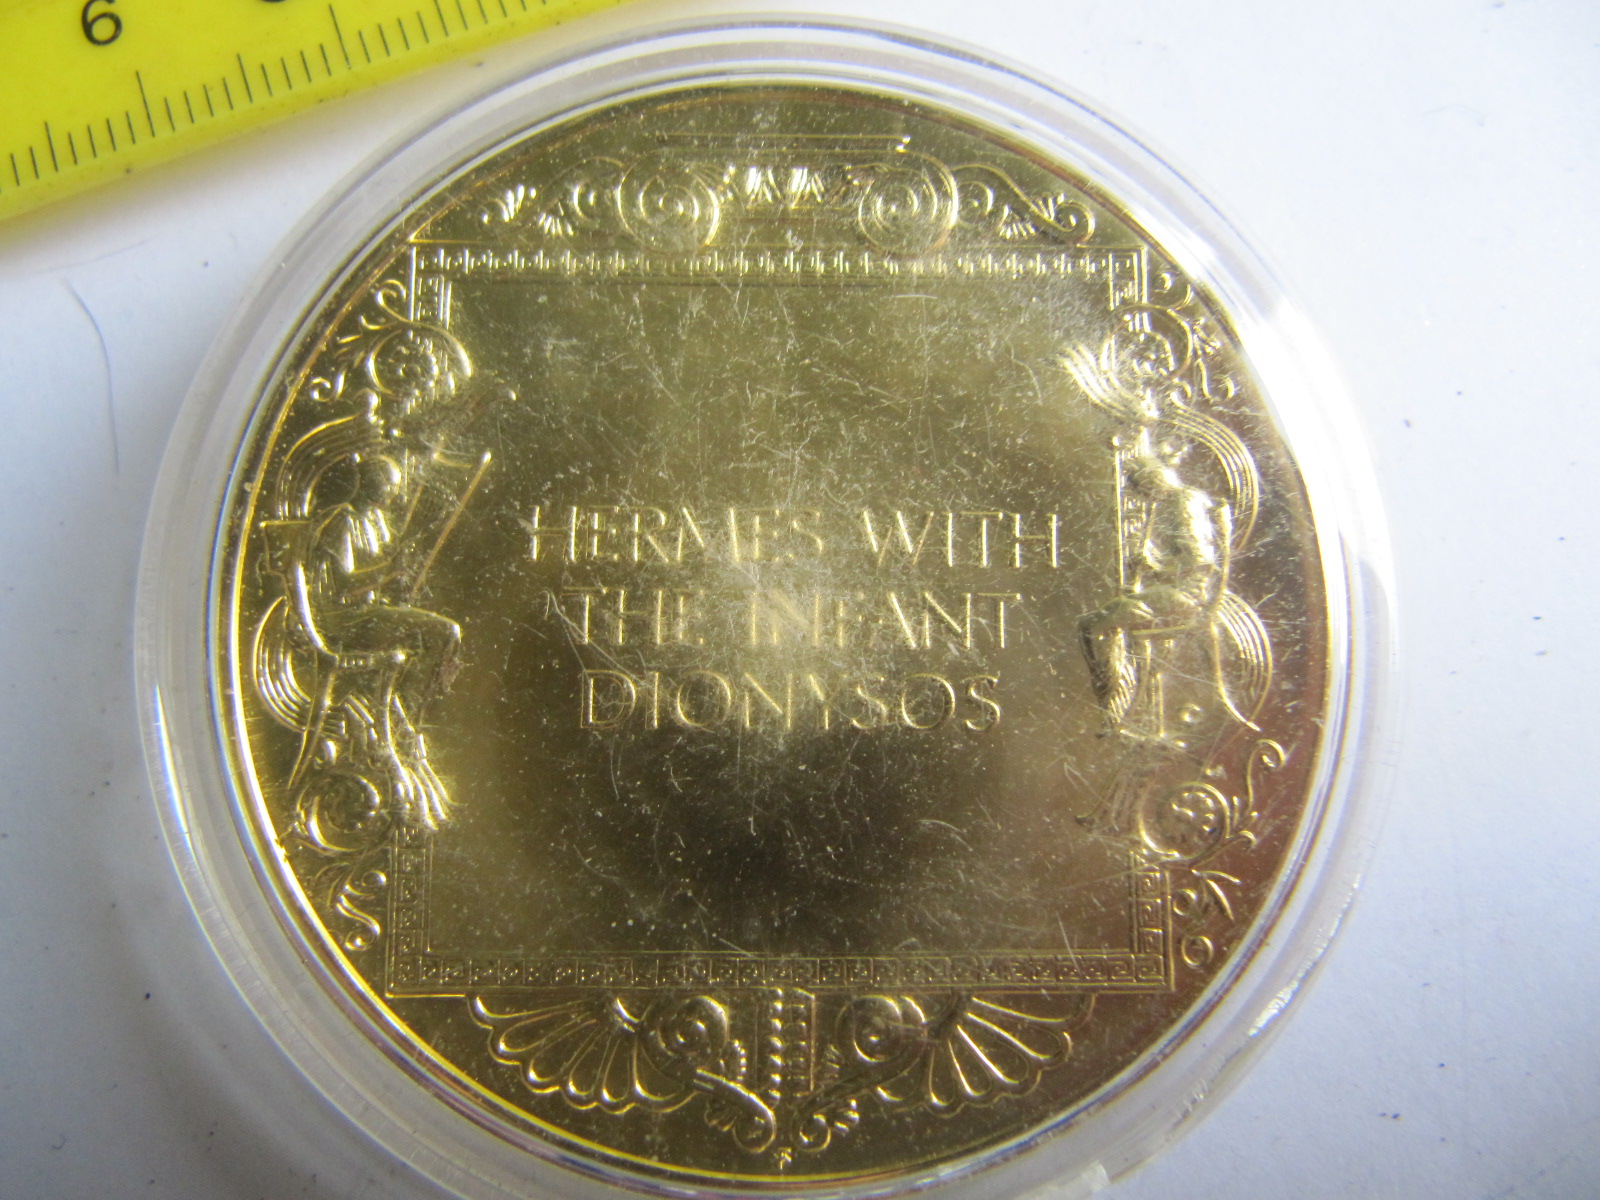 6
HERMES WITH
THE INFANT
DIONYSOS